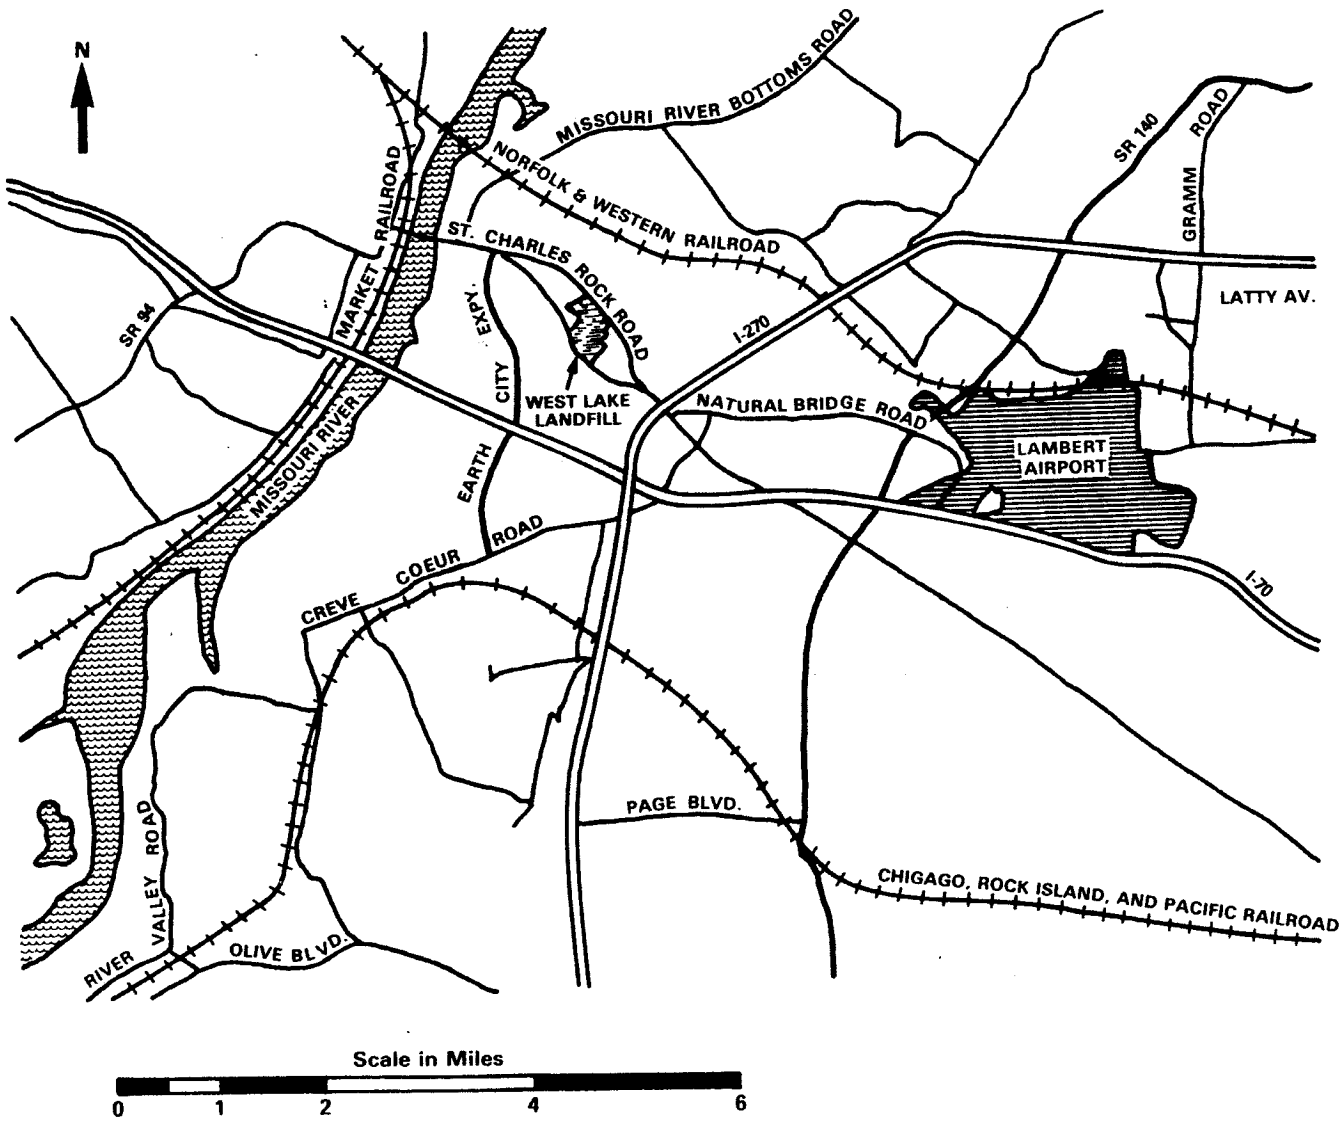 N
MISSOURI RIVER BOTTOMS ROAD
SR 140
GRAMM ROAD
NORFOLK & WESTERN RAILROAD
MARKET RAILROAD
ST. CHARLES ROCK ROAD
LATTY AV.
SR 94
EARTH CITY EXPY.
I-270
WEST LAKE
LANDFILL
NATURAL BRIDGE ROAD
LAMBERT
AIRPORT
MISSOURI RIVER
CREVE COEUR ROAD
I-70
PAGE BLVD.
RIVER VALLEY ROAD
OLIVE BLVD.
CHIGAGO, ROCK ISLAND, AND PACIFIC RAILROAD
Scale in Miles
0 1 2 4 6